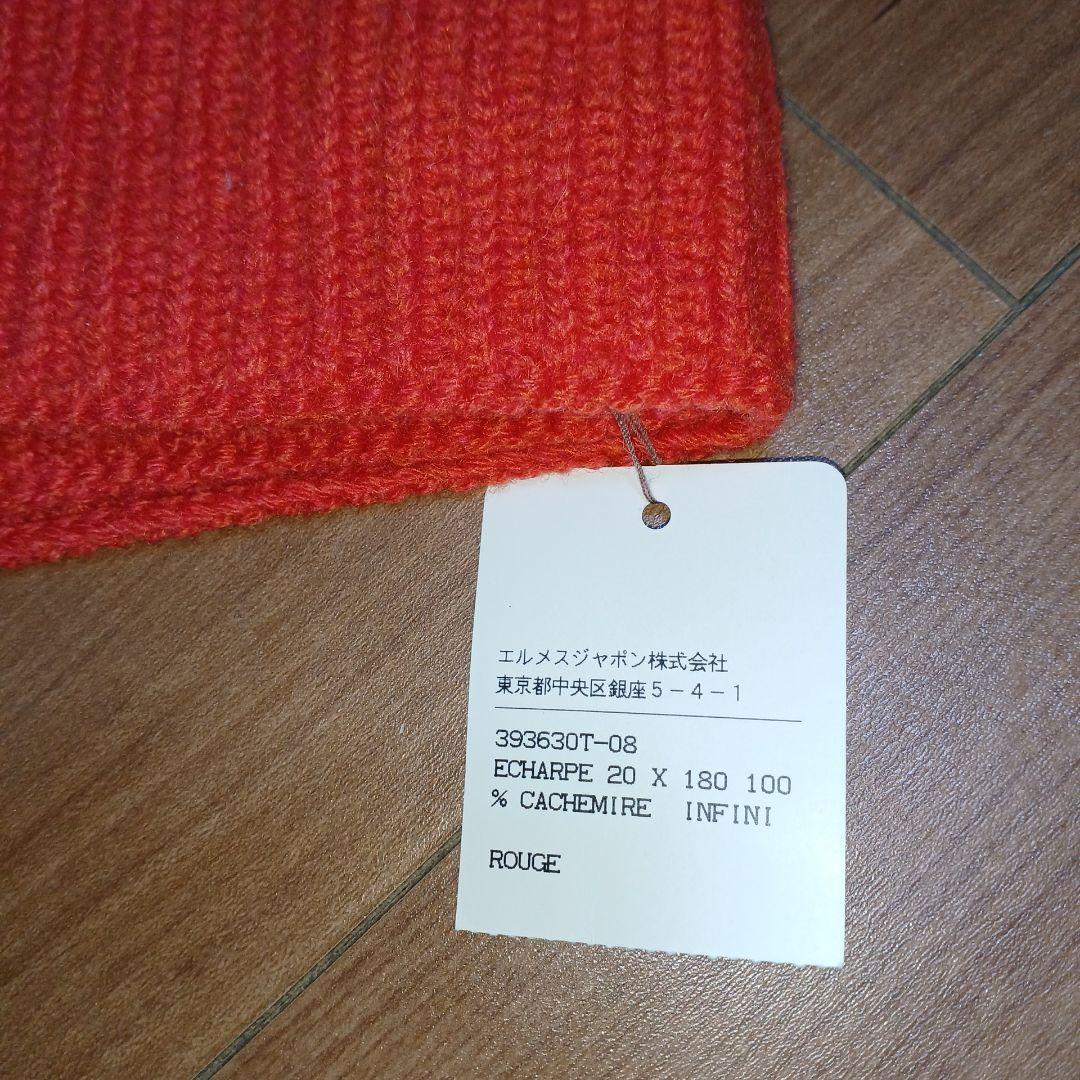 エルメスジャポン株式会社
東京都中央区銀座5－4－1
393630T-08
ECHARPE 20 X 180 100
% CACHEMIRE INFINI
ROUGE